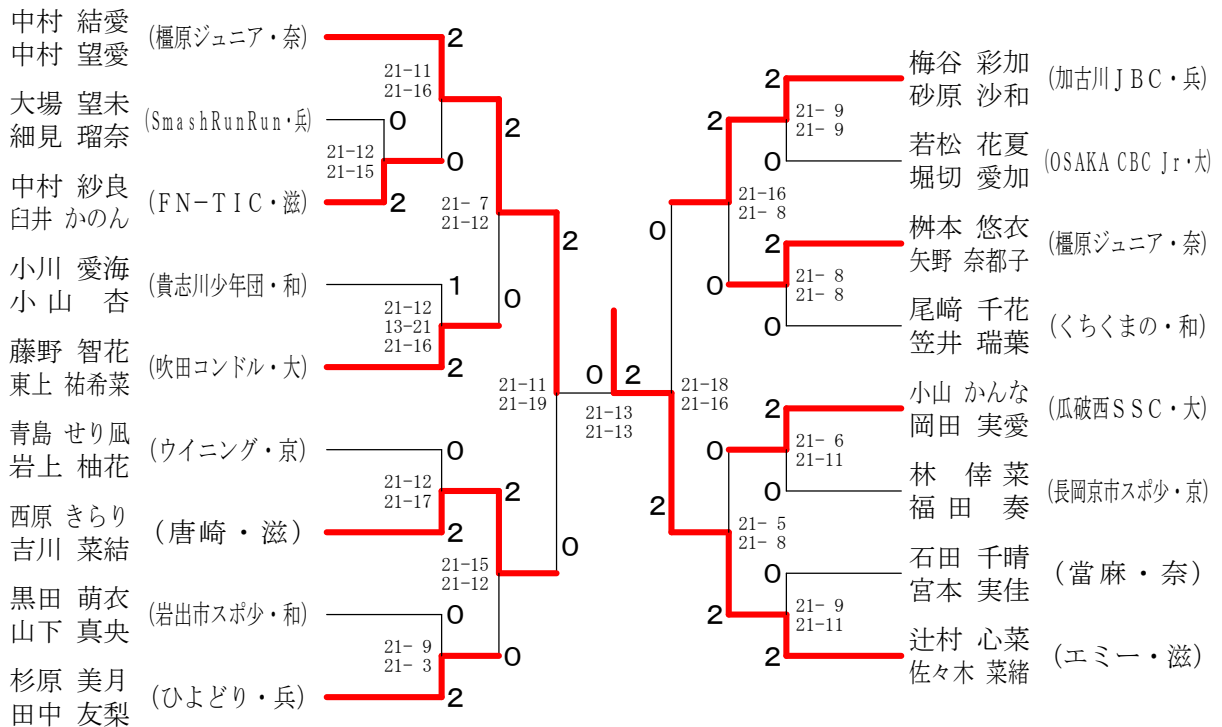 中村 結愛
中村 望愛
(橿原ジュニア・奈)
2
21-11
21-16
大場 望未
細見 瑠奈
(SmashRunRun・兵)
0
21-12
21-15
0
2
中村 紗良
臼井 かのん
(FN-TIC・滋)
2
21- 7
21-12
2
小川 愛海
小山 杏
(貴志川少年団・和)
1
21-12
13-21
21-16
0
藤野 智花
東上 祐希菜
(吹田コンドル・大)
2
21-11
21-19
青島 せり凪
岩上 柚花
(ウイニング・京)
0
21-12
21-17
2
西原 きらり
吉川 菜結
(唐崎・滋)
2
21-15
21-12
0
黒田 萌衣
山下 真央
(岩出市スポ少・和)
0
21- 9
21- 3
0
杉原 美月
田中 友梨
(ひよどり・兵)
2
0
2
21-13
21-13
梅谷 彩加
砂原 沙和
(加古川JBC・兵)
2
21- 9
21- 9
2
若松 花夏
堀切 愛加
(OSAKA CBC Jr・大)
0
21-16
21- 8
0
桝本 悠衣
矢野 奈都子
(橿原ジュニア・奈)
2
21- 8
21- 8
0
尾﨑 千花
笠井 瑞葉
(くちくまの・和)
0
21-18
21-16
小山 かんな
岡田 実愛
(瓜破西SSC・大)
2
21- 6
21-11
0
林 倖菜
福田 奏
(長岡京市スポ少・京)
0
2
21- 5
21- 8
石田 千晴
宮本 実佳
(當麻・奈)
0
21- 9
21-11
2
辻村 心菜
佐々木 菜緒
(エミー・滋)
2